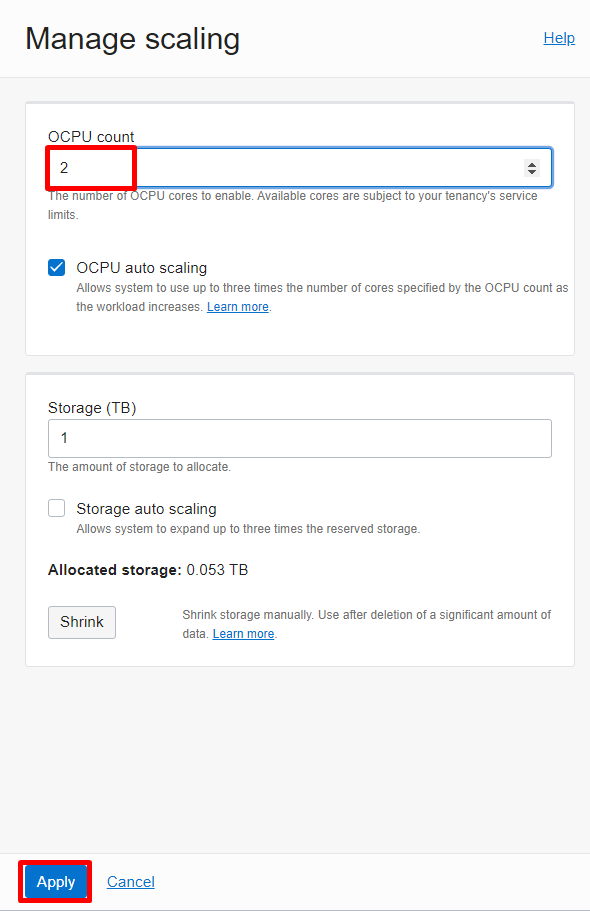 Manage scaling
Help
OCPU count
2
The number of OCPU cores to enable. Available cores are subject to your tenancy's service
limits.
OCPU auto scaling
Allows system to use up to three times the number of cores specified by the OCPU count as
the workload increases. Learn more.
Storage (TB)
1
The amount of storage to allocate.
Storage auto scaling
Allows system to expand up to three times the reserved storage.
Allocated storage: 0.053 TB
Shrink
Shrink storage manually. Use after deletion of a significant amount of
data. Learn more.
Apply
Cancel